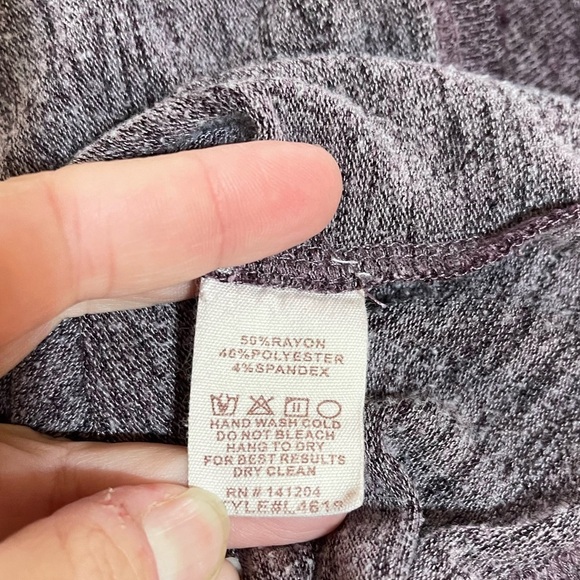 50%RAYON
46%POLYESTER
4%SPANDEX
HAND WASH COLD
DO NOT BLEACH
HANG TO DRY
FOR BEST RESULTS
DRY CLEAN
RN # 141204